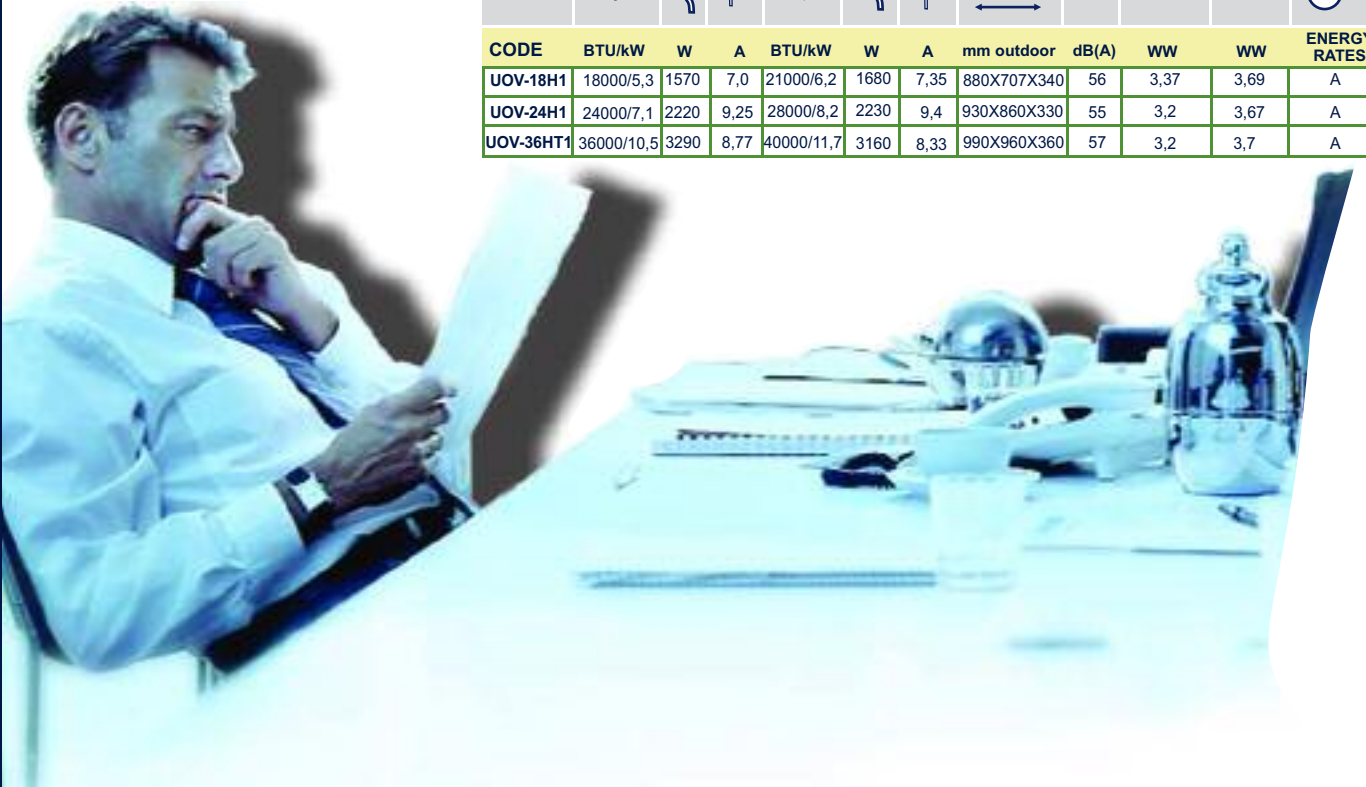 CODE BTU/kW W A BTU/kW W A mm outdoor dB(A) WW WW ENERGY RATES
UOV-18H1 18000/5,3 1570 7,0 21000/6,2 1680 7,35 880X707X340 56 3,37 3,69 A
UOV-24H1 24000/7,1 2220 9,25 28000/8,2 2230 9,4 930X860X330 55 3,2 3,67 A
UOV-36HT1 36000/10,5 3290 8,77 40000/11,7 3160 8,33 990X960X360 57 3,2 3,7 A